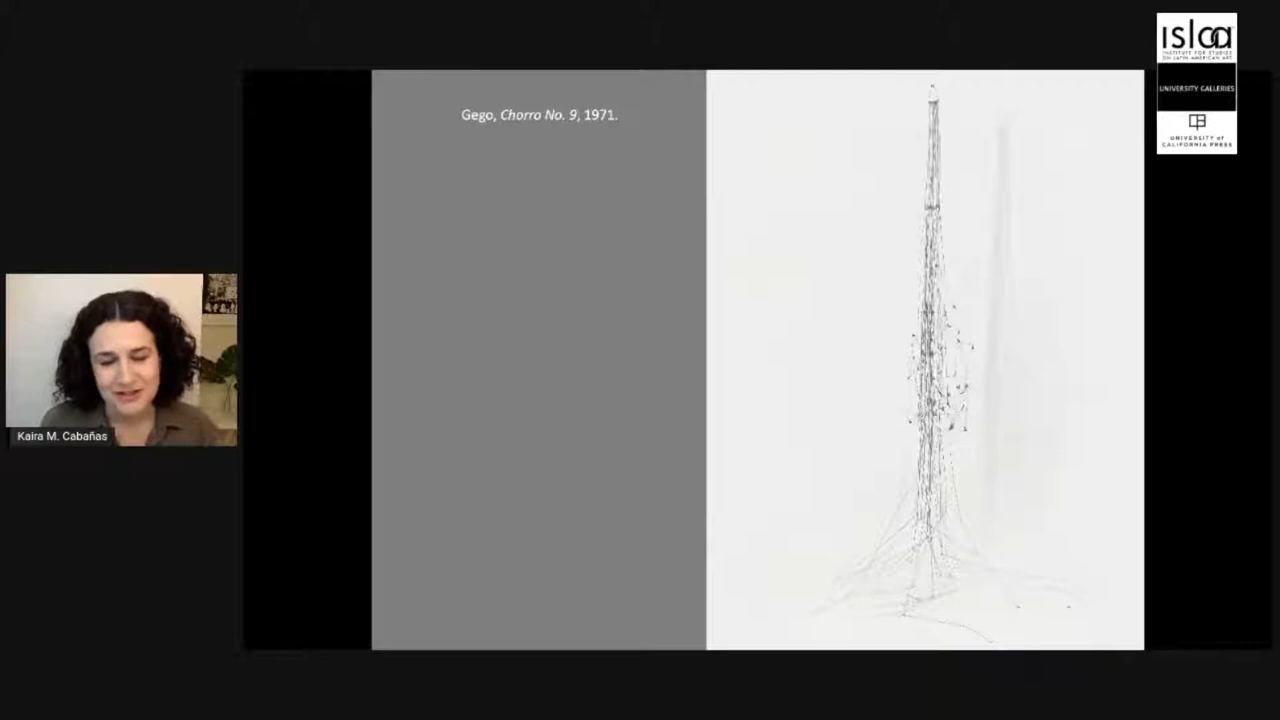 Gego, Chorro No. 9, 1971.
Kaira M. Cabañas
islaa
INSTITUTE FOR STUDIES
ON LATIN AMERICAN ART
UNIVERSITY GALLERIES
UNIVERSITY of
CALIFORNIA PRESS